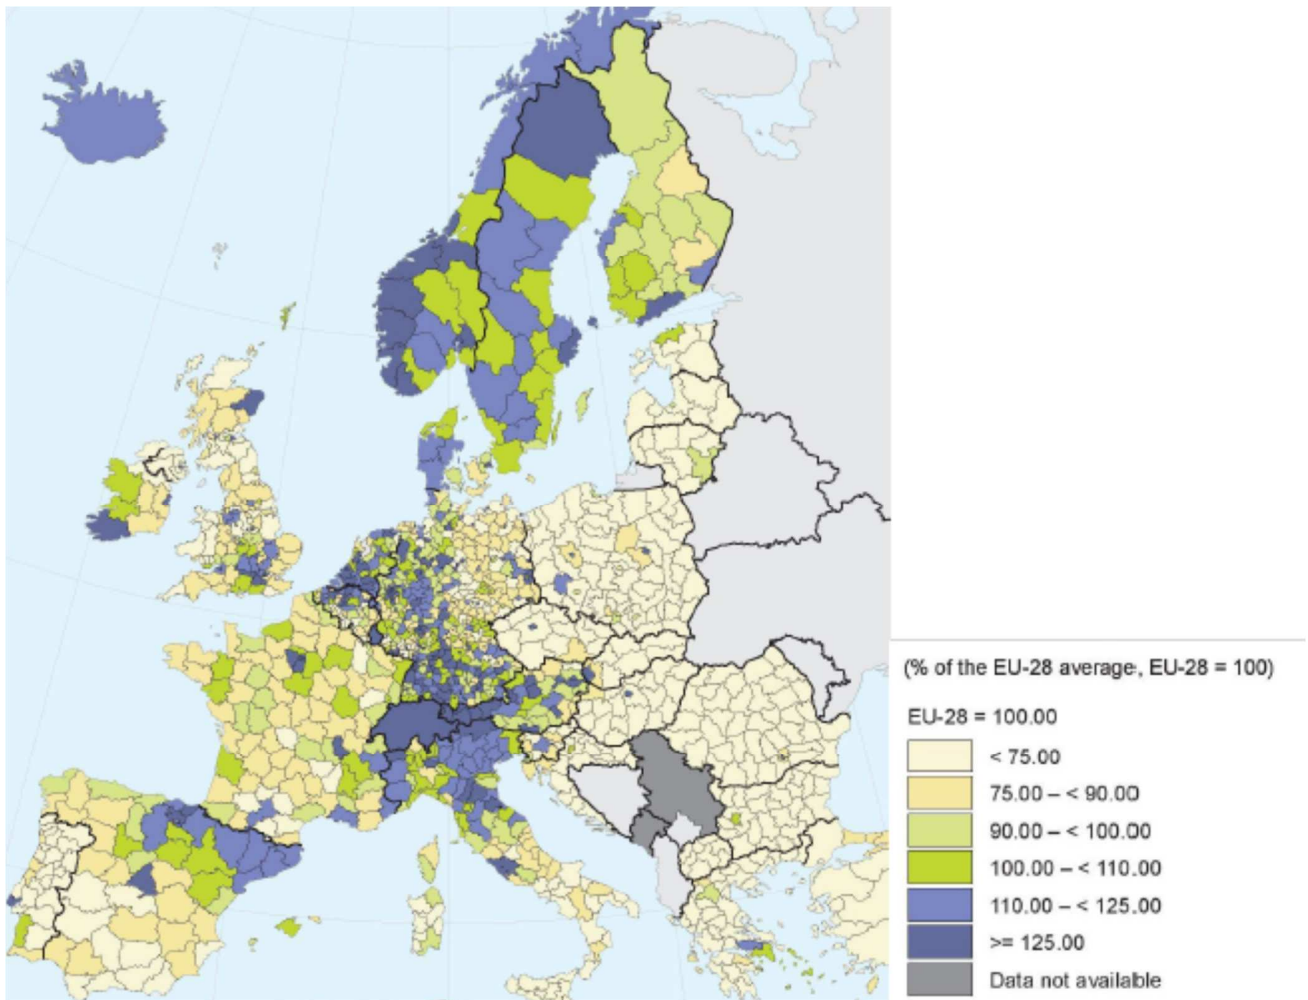 (% of the EU-28 average, EU-28 = 100)
EU-28 = 100.00
< 75.00
75.00 – < 90.00
90.00 – < 100.00
100.00 – < 110.00
110.00 – < 125.00
>= 125.00
Data not available